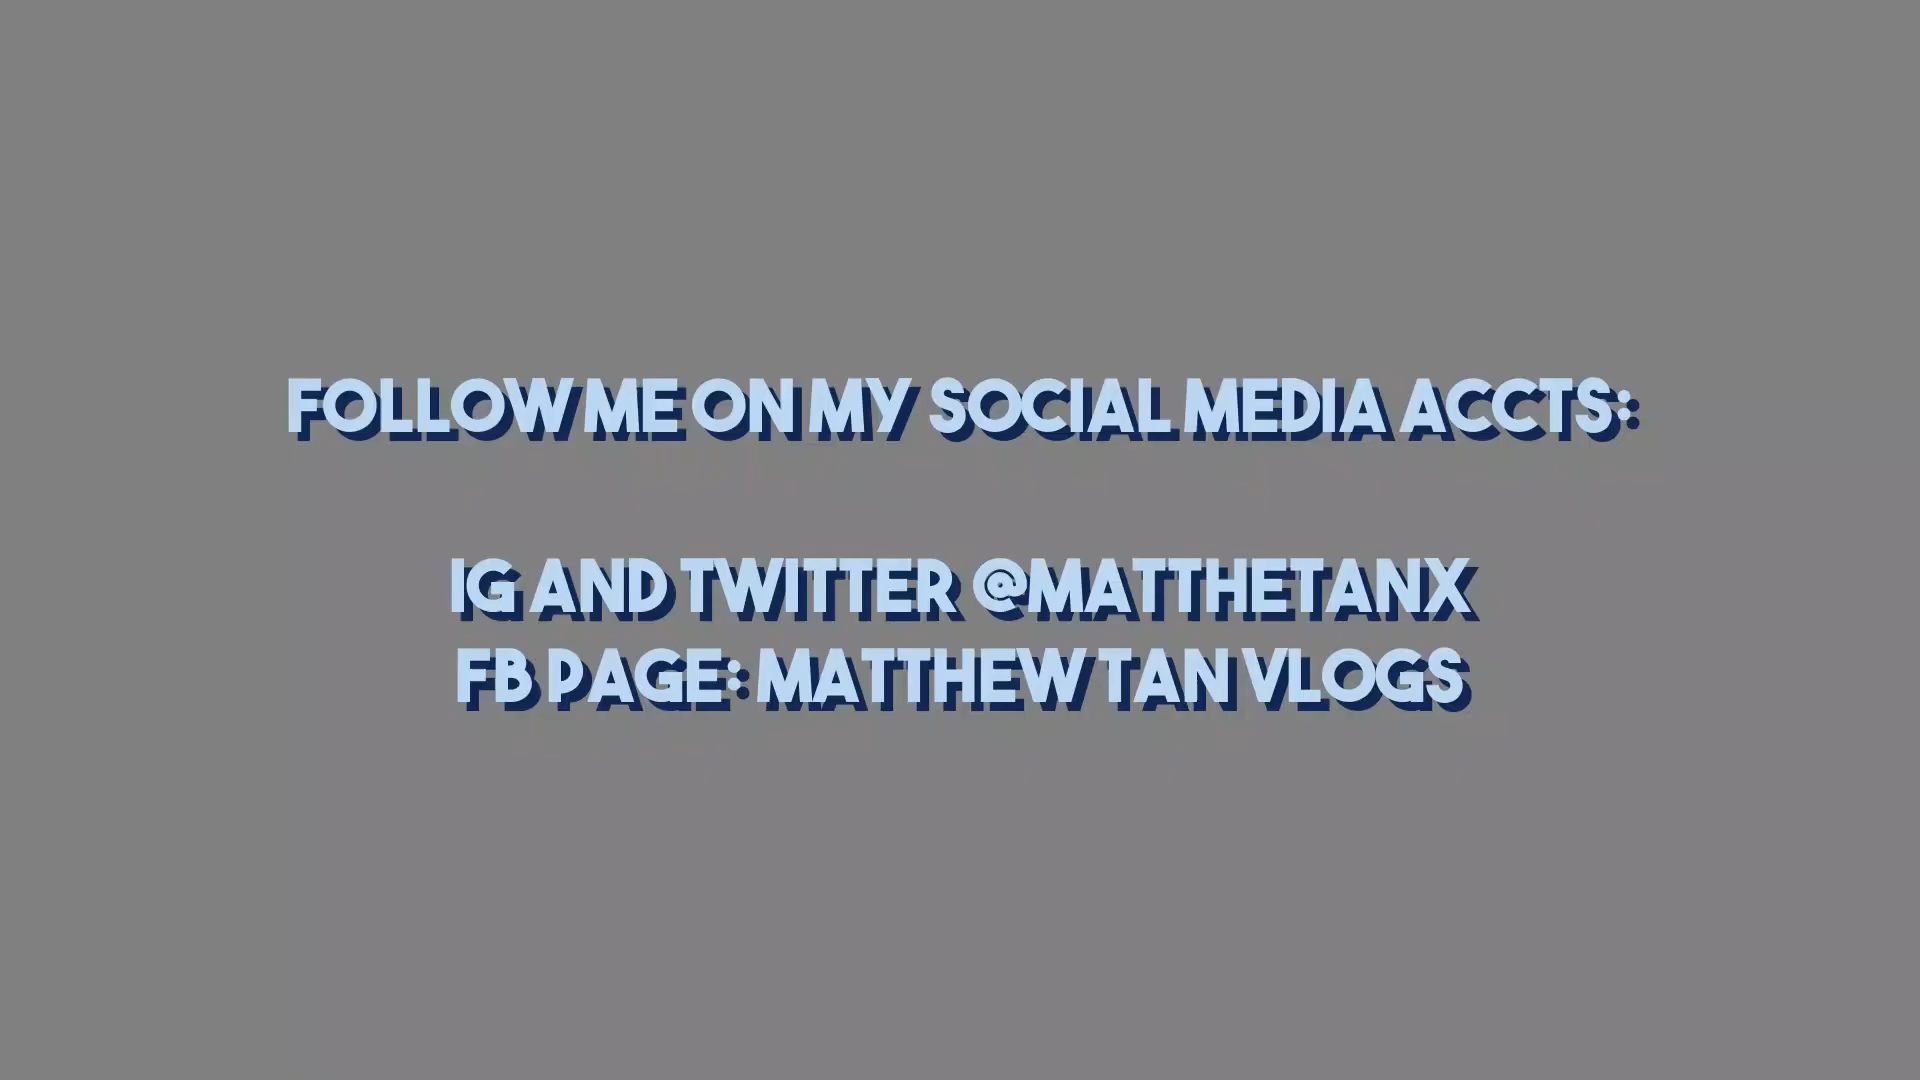 FOLLOW ME ON MY SOCIAL MEDIA ACCTS:
IG AND TWITTER @MATTHETANX
FB PAGE: MATTHEW TAN VLOGS